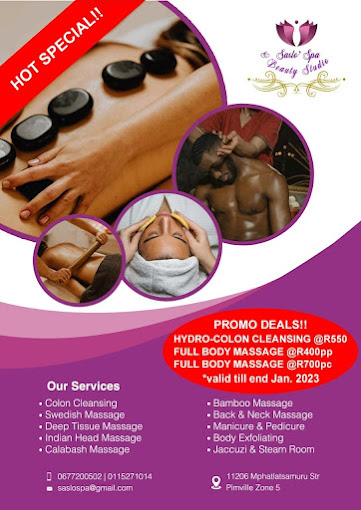 HOT SPECIAL!!
Saslo' Spa
Beauty Studio
PROMO DEALS!!
HYDRO-COLON CLEANSING @R550
FULL BODY MASSAGE @R400pp
FULL BODY MASSAGE @R700pc
*valid till end Jan. 2023
Our Services
• Colon Cleansing
• Swedish Massage
• Deep Tissue Massage
• Indian Head Massage
• Calabash Massage
• Bamboo Massage
• Back & Neck Massage
• Manicure & Pedicure
• Body Exfoliating
• Jaccuzi & Steam Room
0677200502 | 0115271014
saslospa@gmail.com
11206 Mphatlatsamuru Str
Pimville Zone 5